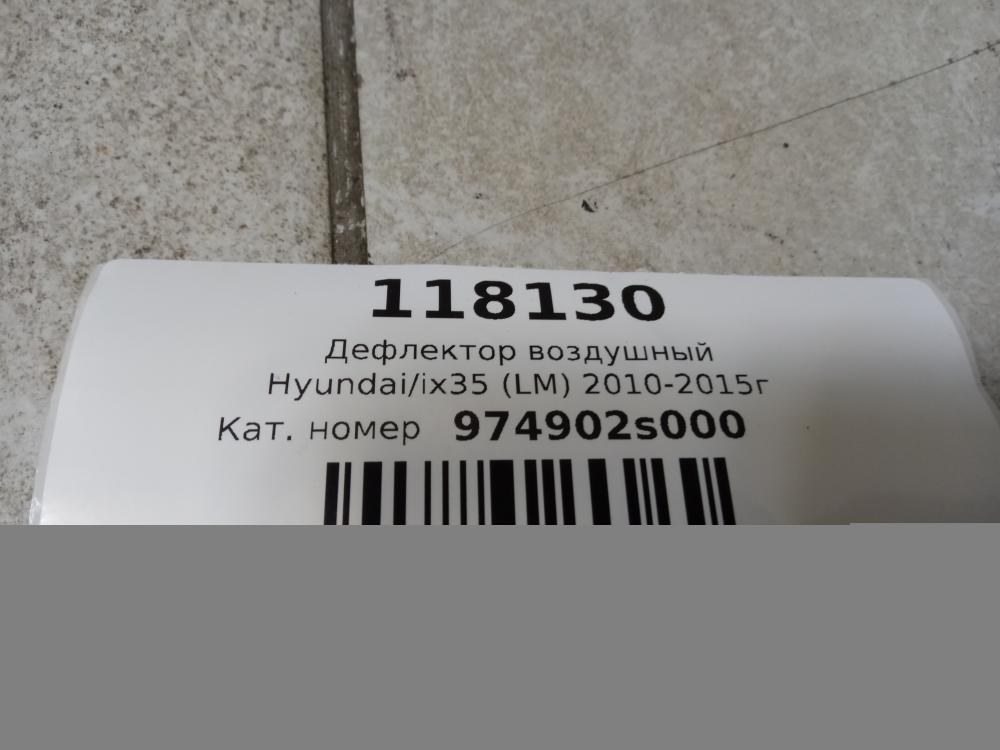 118130
Дефлектор воздушный
Hyundai/ix35 (LM) 2010-2015г
Кат. номер 974902s000